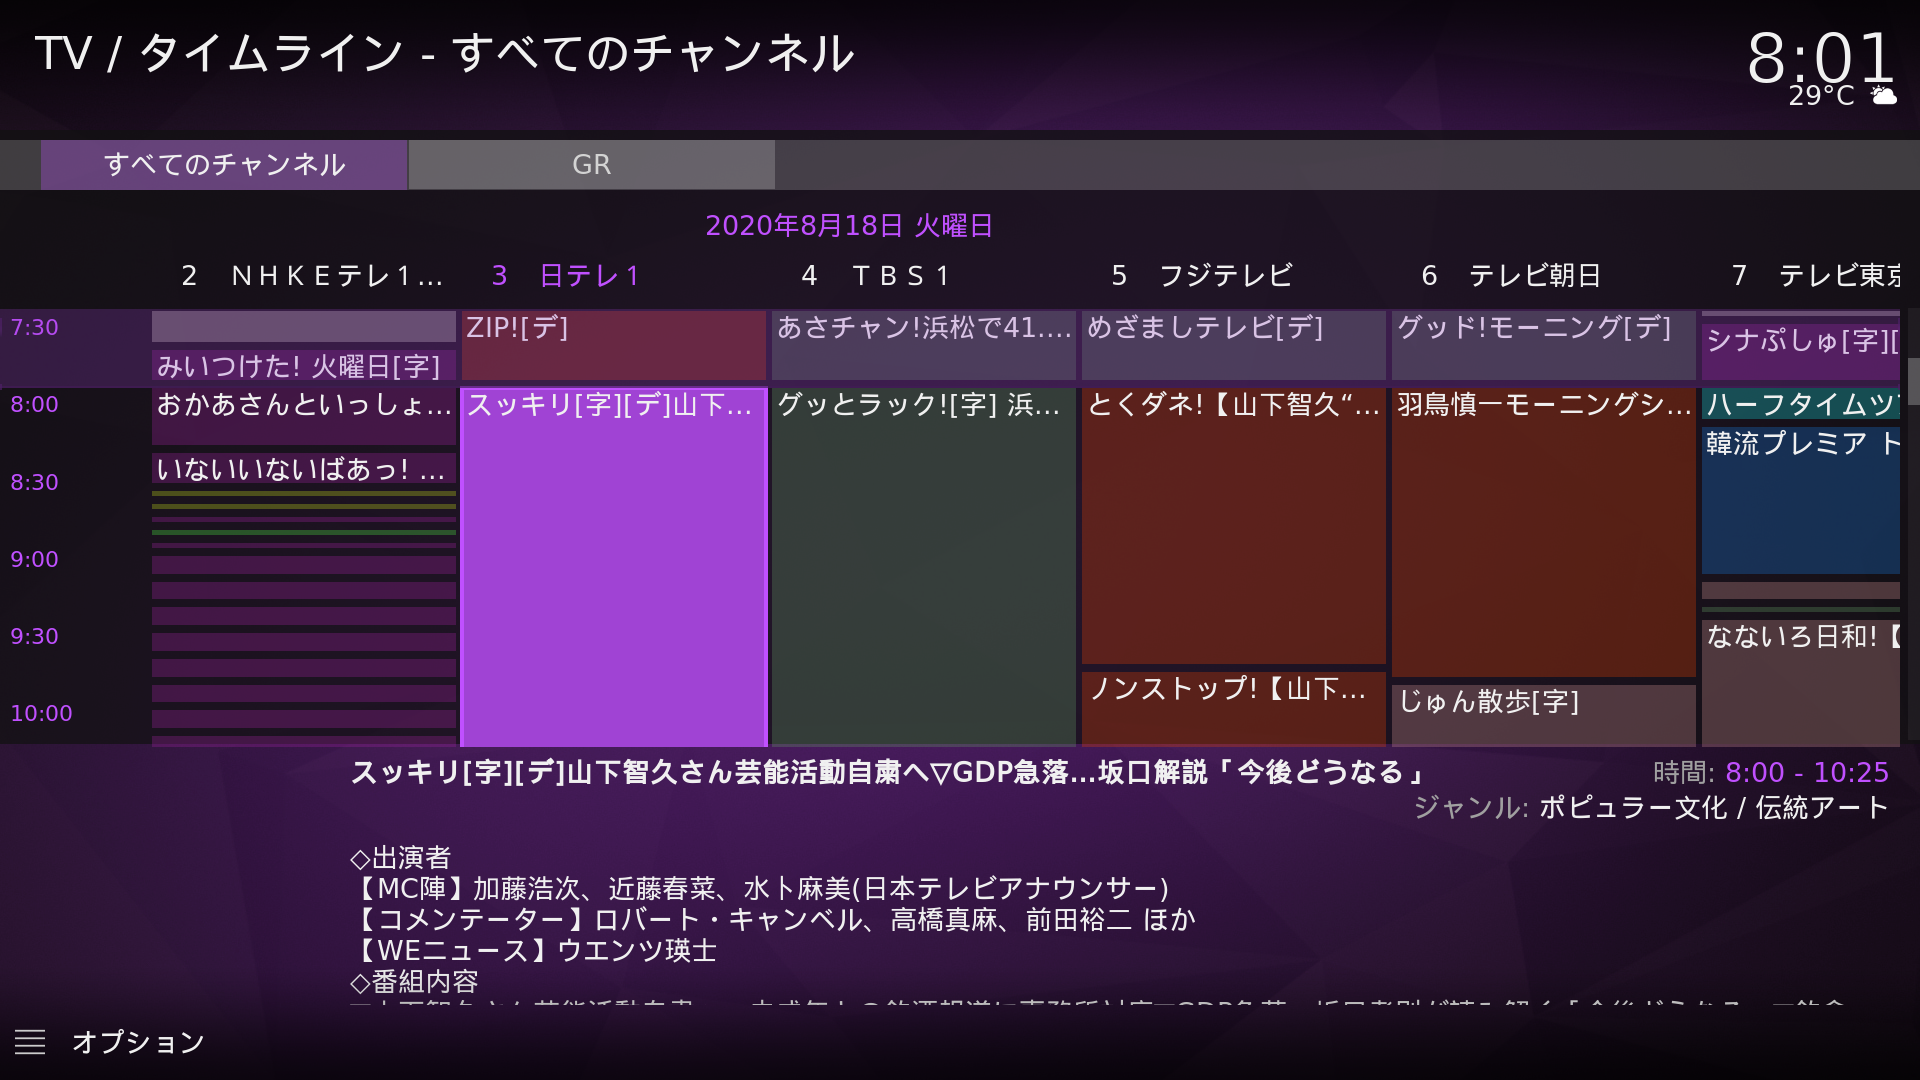 TV / タイムライン - すべてのチャンネル
8:01
29°C
すべてのチャンネル
GR
2020年8月18日 火曜日
2 ＮＨＫＥテレ１...
3 日テレ１
4 ＴＢＳ１
5 フジテレビ
6 テレビ朝日
7 テレビ東京
7:30
みいつけた! 火曜日[字]
ZIP![デ]
あさチャン!浜松で41....
めざましテレビ[デ]
グッド!モーニング[デ]
シナぷしゅ[字][
8:00
おかあさんといっしょ...
スッキリ[字][デ]山下...
グッとラック![字] 浜...
とくダネ!【山下智久“...
羽鳥慎一モーニングシ...
ハーフタイムツ
韓流プレミア ト
8:30
いないいないばあっ! ...
9:00
9:30
なないろ日和!【
10:00
ノンストップ!【山下...
じゅん散歩[字]
スッキリ[字][デ]山下智久さん芸能活動自粛へ▽GDP急落...坂口解説「今後どうなる」
時間: 8:00 - 10:25
ジャンル: ポピュラー文化 / 伝統アート
◇出演者
【MC陣】加藤浩次、近藤春菜、水卜麻美(日本テレビアナウンサー)
【コメンテーター】ロバート・キャンベル、高橋真麻、前田裕二 ほか
【WEニュース】ウエンツ瑛士
◇番組内容
オプション